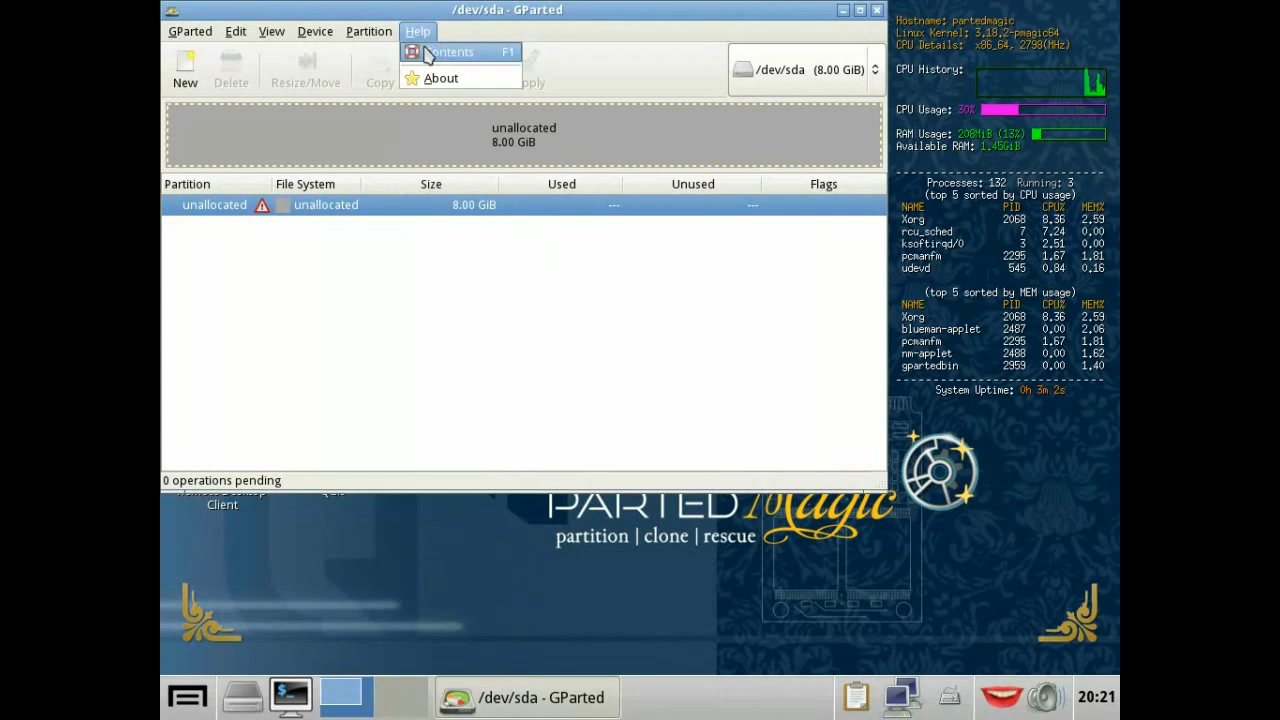 /dev/sda - GParted
GParted Edit View Device Partition Help
Contents F1
About
New Delete Resize/Move Copy
/dev/sda (8.00 GiB)
unallocated
8.00 GiB
Partition File System Size Used Unused Flags
unallocated unallocated 8.00 GiB --- ---
0 operations pending
Client
PARTED Magic
partition | clone | rescue
Hostname: partedmagic
Linux Kernel: 3.18.2-pmagic64
CPU Details: x86_64, 2798(MHz)
CPU History:
CPU Usage: 30%
RAM Usage: 208MiB (13%)
Available RAM: 1.45GiB
Processes: 132 Running: 3
(top 5 sorted by CPU usage)
NAME PID CPU% MEM%
Xorg 2068 8.36 2.59
rcu_sched 7 7.24 0.00
ksoftirqd/0 3 2.51 0.00
pcmanfm 2295 1.67 1.81
udevd 545 0.84 0.16
(top 5 sorted by MEM usage)
NAME PID CPU% MEM%
Xorg 2068 8.36 2.59
blueman-applet 2487 0.00 2.06
pcmanfm 2295 1.67 1.81
nm-applet 2488 0.00 1.62
gpartedbin 2959 0.00 1.40
System Uptime: 0h 3m 2s
/dev/sda - GParted
20:21